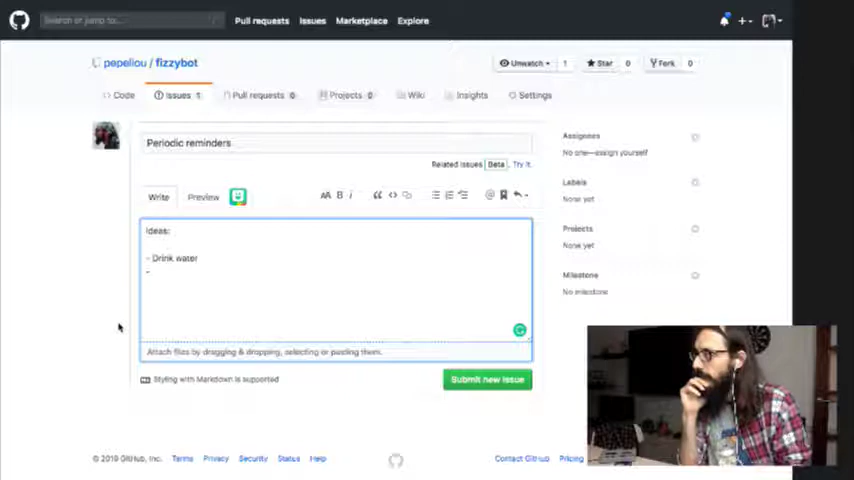 Search or jump to... /
Pull requests Issues Marketplace Explore
pepeliou / fizzybot
Unwatch 1 Star 0 Fork 0
Code Issues 1 Pull requests 0 Projects 0 Wiki Insights Settings
Periodic reminders
Related Issues Beta Try it.
Write Preview
Ideas:
- Drink water
-
Attach files by dragging & dropping, selecting or pasting them.
Styling with Markdown is supported
Submit new issue
Assignees
No one—assign yourself
Labels
None yet
Projects
None yet
Milestone
No milestone
© 2019 GitHub, Inc. Terms Privacy Security Status Help
Contact GitHub Pricing